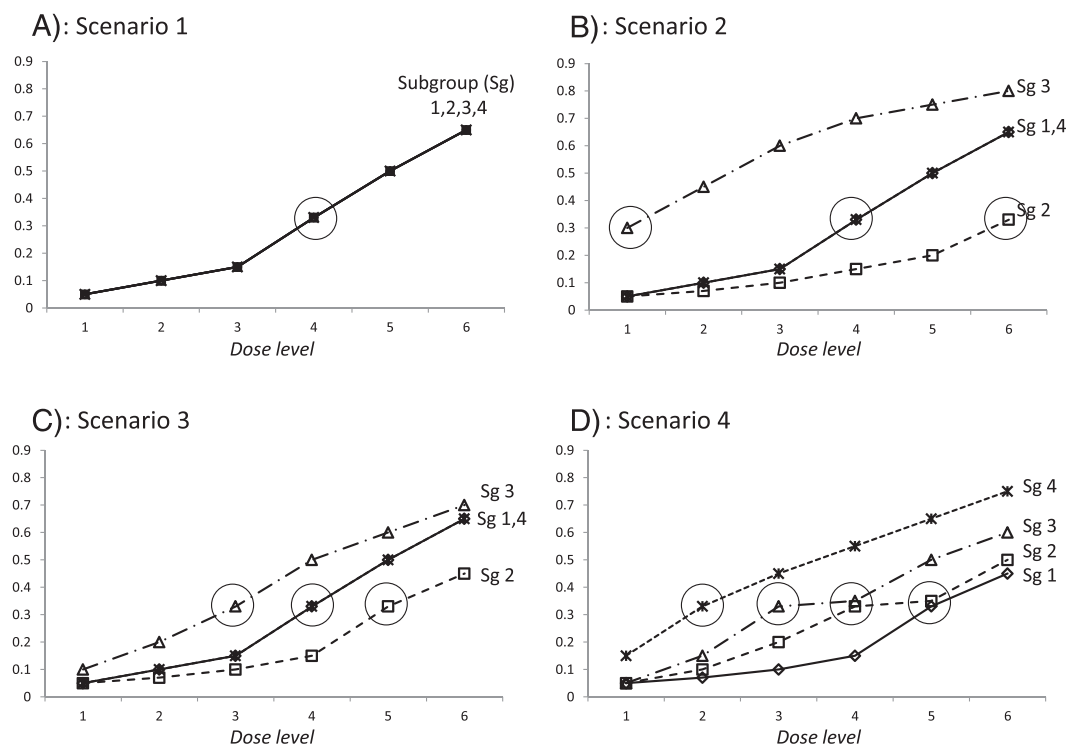 A): Scenario 1
0.9
0.8
0.7
0.6
0.5
0.4
0.3
0.2
0.1
0
Subgroup (Sg)
1,2,3,4
1 2 3 4 5 6
Dose level
B): Scenario 2
0.9
0.8
0.7
0.6
0.5
0.4
0.3
0.2
0.1
0
Sg 3
Sg 1,4
Sg 2
1 2 3 4 5 6
Dose level
C): Scenario 3
0.9
0.8
0.7
0.6
0.5
0.4
0.3
0.2
0.1
0
Sg 3
Sg 1,4
Sg 2
1 2 3 4 5 6
Dose level
D): Scenario 4
0.9
0.8
0.7
0.6
0.5
0.4
0.3
0.2
0.1
0
Sg 4
Sg 3
Sg 2
Sg 1
1 2 3 4 5 6
Dose level